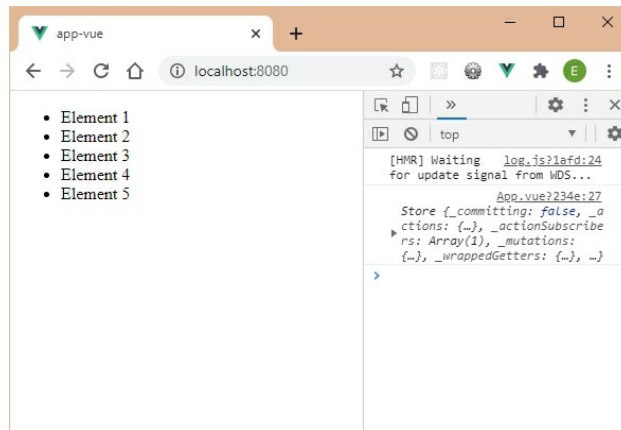 app-vue
localhost:8080
E
Element 1
Element 2
Element 3
Element 4
Element 5
»
top
[HMR] Waiting log.js?1afd:24
for update signal from WDS...
App.vue?234e:27
Store {_committing: false, _a
ctions: {…}, _actionSubscribe
rs: Array(1), _mutations:
{…}, _wrappedGetters: {…}, …}